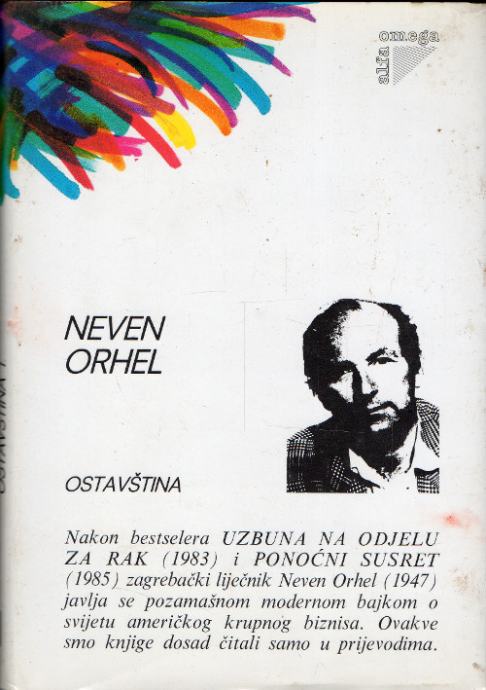 alfa
omega
NEVEN
ORHEL
OSTAVŠTINA
OSTAVŠTINA 1
Nakon bestselera UZBUNA NA ODJELU
ZA RAK (1983) i PONOĆNI SUSRET
(1985) zagrebački liječnik Neven Orhel (1947)
javlja se pozamašnom modernom bajkom o
svijetu američkog krupnog biznisa. Ovakve
smo knjige dosad čitali samo u prijevodima.